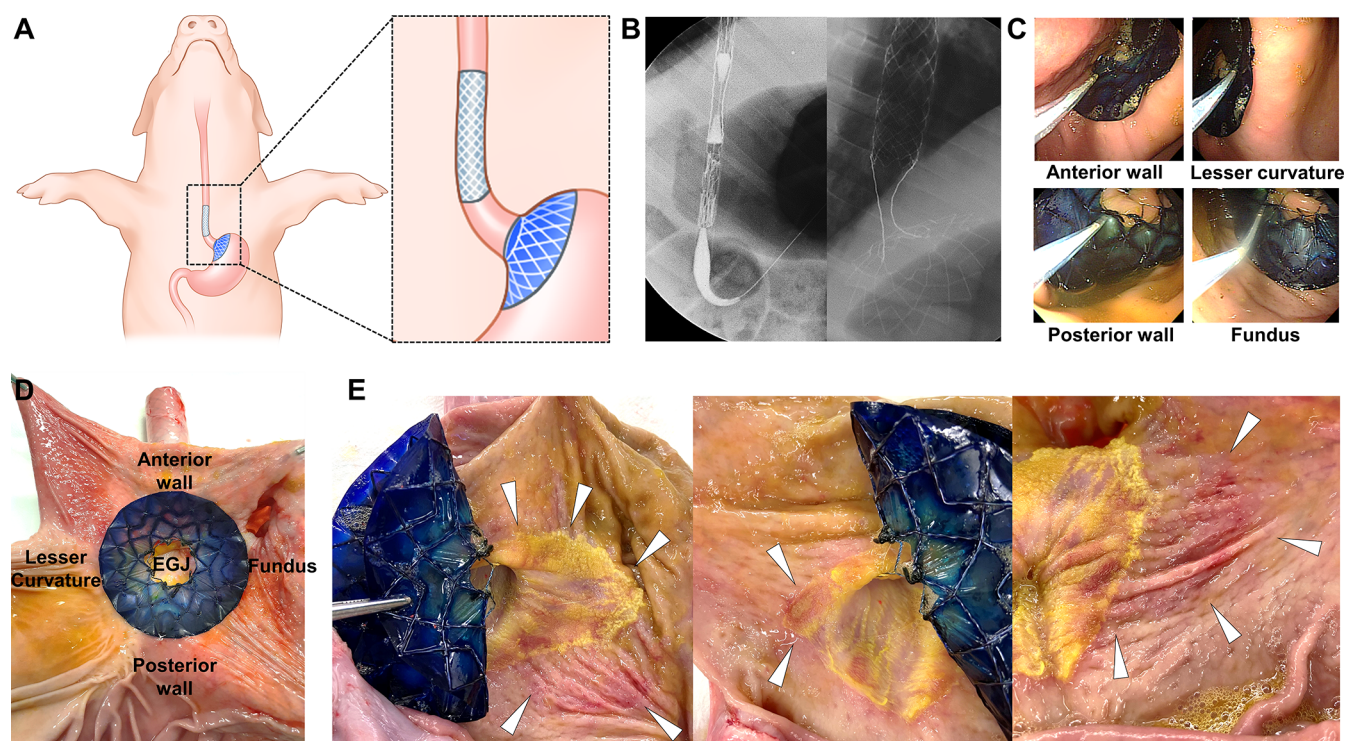 A
B
C
Anterior wall
Lesser curvature
Posterior wall
Fundus
D
Anterior
wall
Lesser
Curvature
EGJ
Fundus
Posterior
wall
E